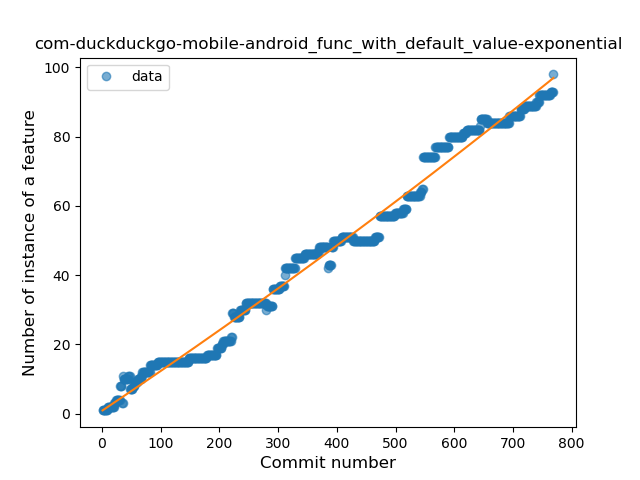 com-duckduckgo-mobile-android_func_with_default_value-exponential
data
Number of instance of a feature
100
80
60
40
20
0
0 100 200 300 400 500 600 700 800
Commit number